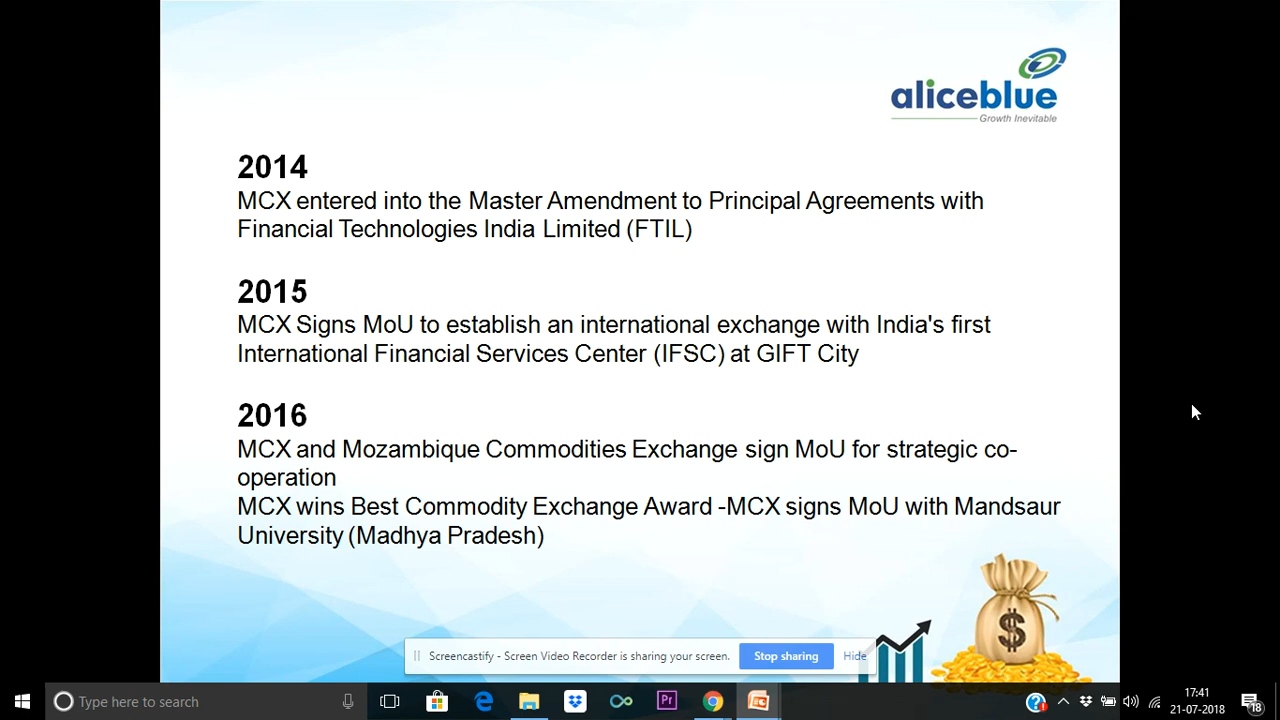 aliceblue
Growth Inevitable
2014
MCX entered into the Master Amendment to Principal Agreements with
Financial Technologies India Limited (FTIL)
2015
MCX Signs MoU to establish an international exchange with India's first
International Financial Services Center (IFSC) at GIFT City
2016
MCX and Mozambique Commodities Exchange sign MoU for strategic co-
operation
MCX wins Best Commodity Exchange Award -MCX signs MoU with Mandsaur
University (Madhya Pradesh)
$
Screencastify - Screen Video Recorder is sharing your screen. Stop sharing Hide
Type here to search
Pr
17:41
21-07-2018
18